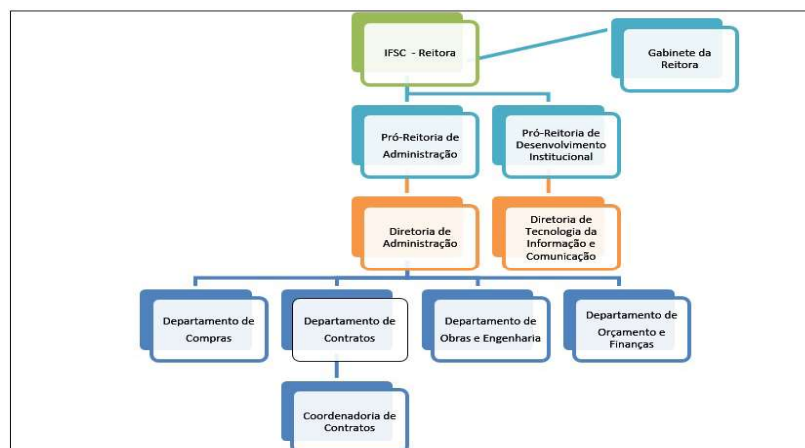 IFSC - Reitora
Gabinete da
Reitora
Pró-Reitoria de
Administração
Pró-Reitoria de
Desenvolvimento
Institucional
Diretoria de
Administração
Diretoria de
Tecnologia da
Informação e
Comunicação
Departamento de
Compras
Departamento de
Contratos
Departamento de
Obras e Engenharia
Departamento de
Orçamento e
Finanças
Coordenadoria de
Contratos